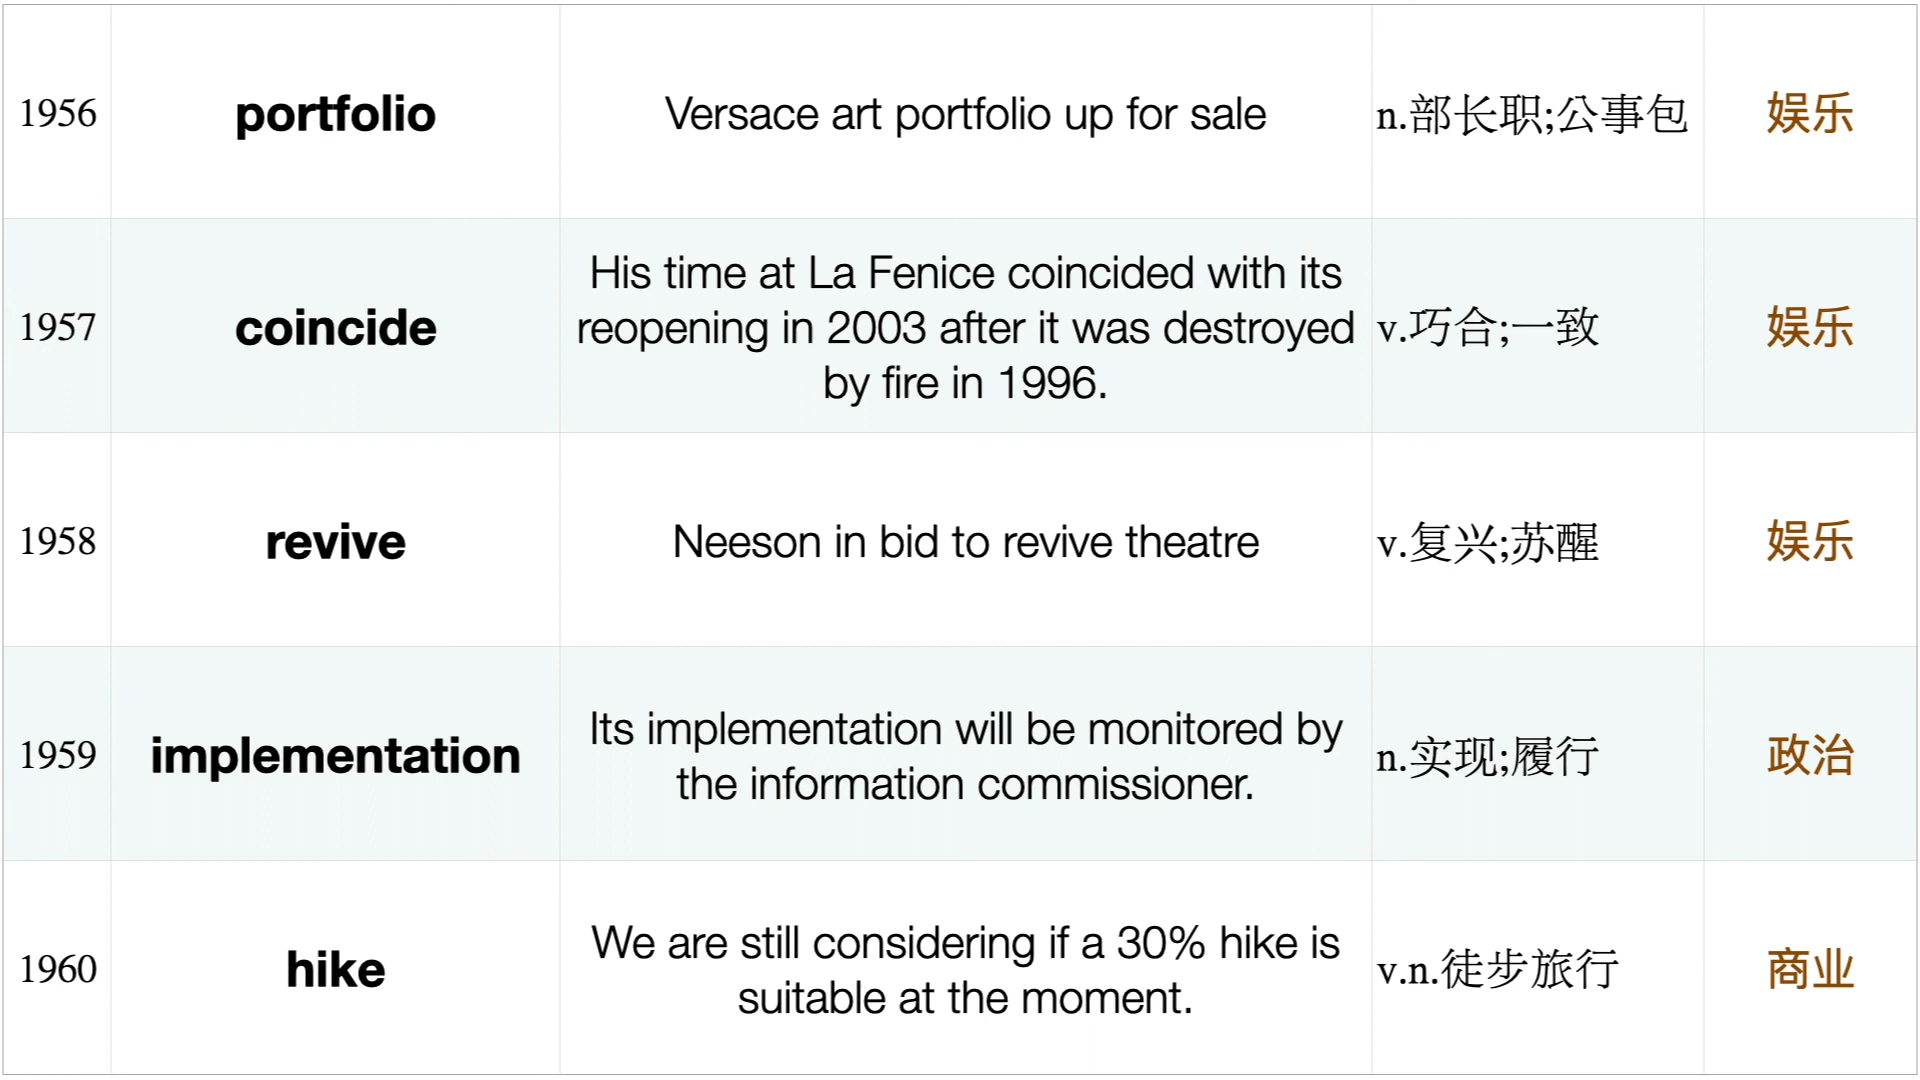 1956
portfolio
Versace art portfolio up for sale
n.部长职;公事包
娱乐
1957
coincide
His time at La Fenice coincided with its
reopening in 2003 after it was destroyed
by fire in 1996.
v.巧合;一致
娱乐
1958
revive
Neeson in bid to revive theatre
v.复兴;苏醒
娱乐
1959
implementation
Its implementation will be monitored by
the information commissioner.
n.实现;履行
政治
1960
hike
We are still considering if a 30% hike is
suitable at the moment.
v.n.徒步旅行
商业